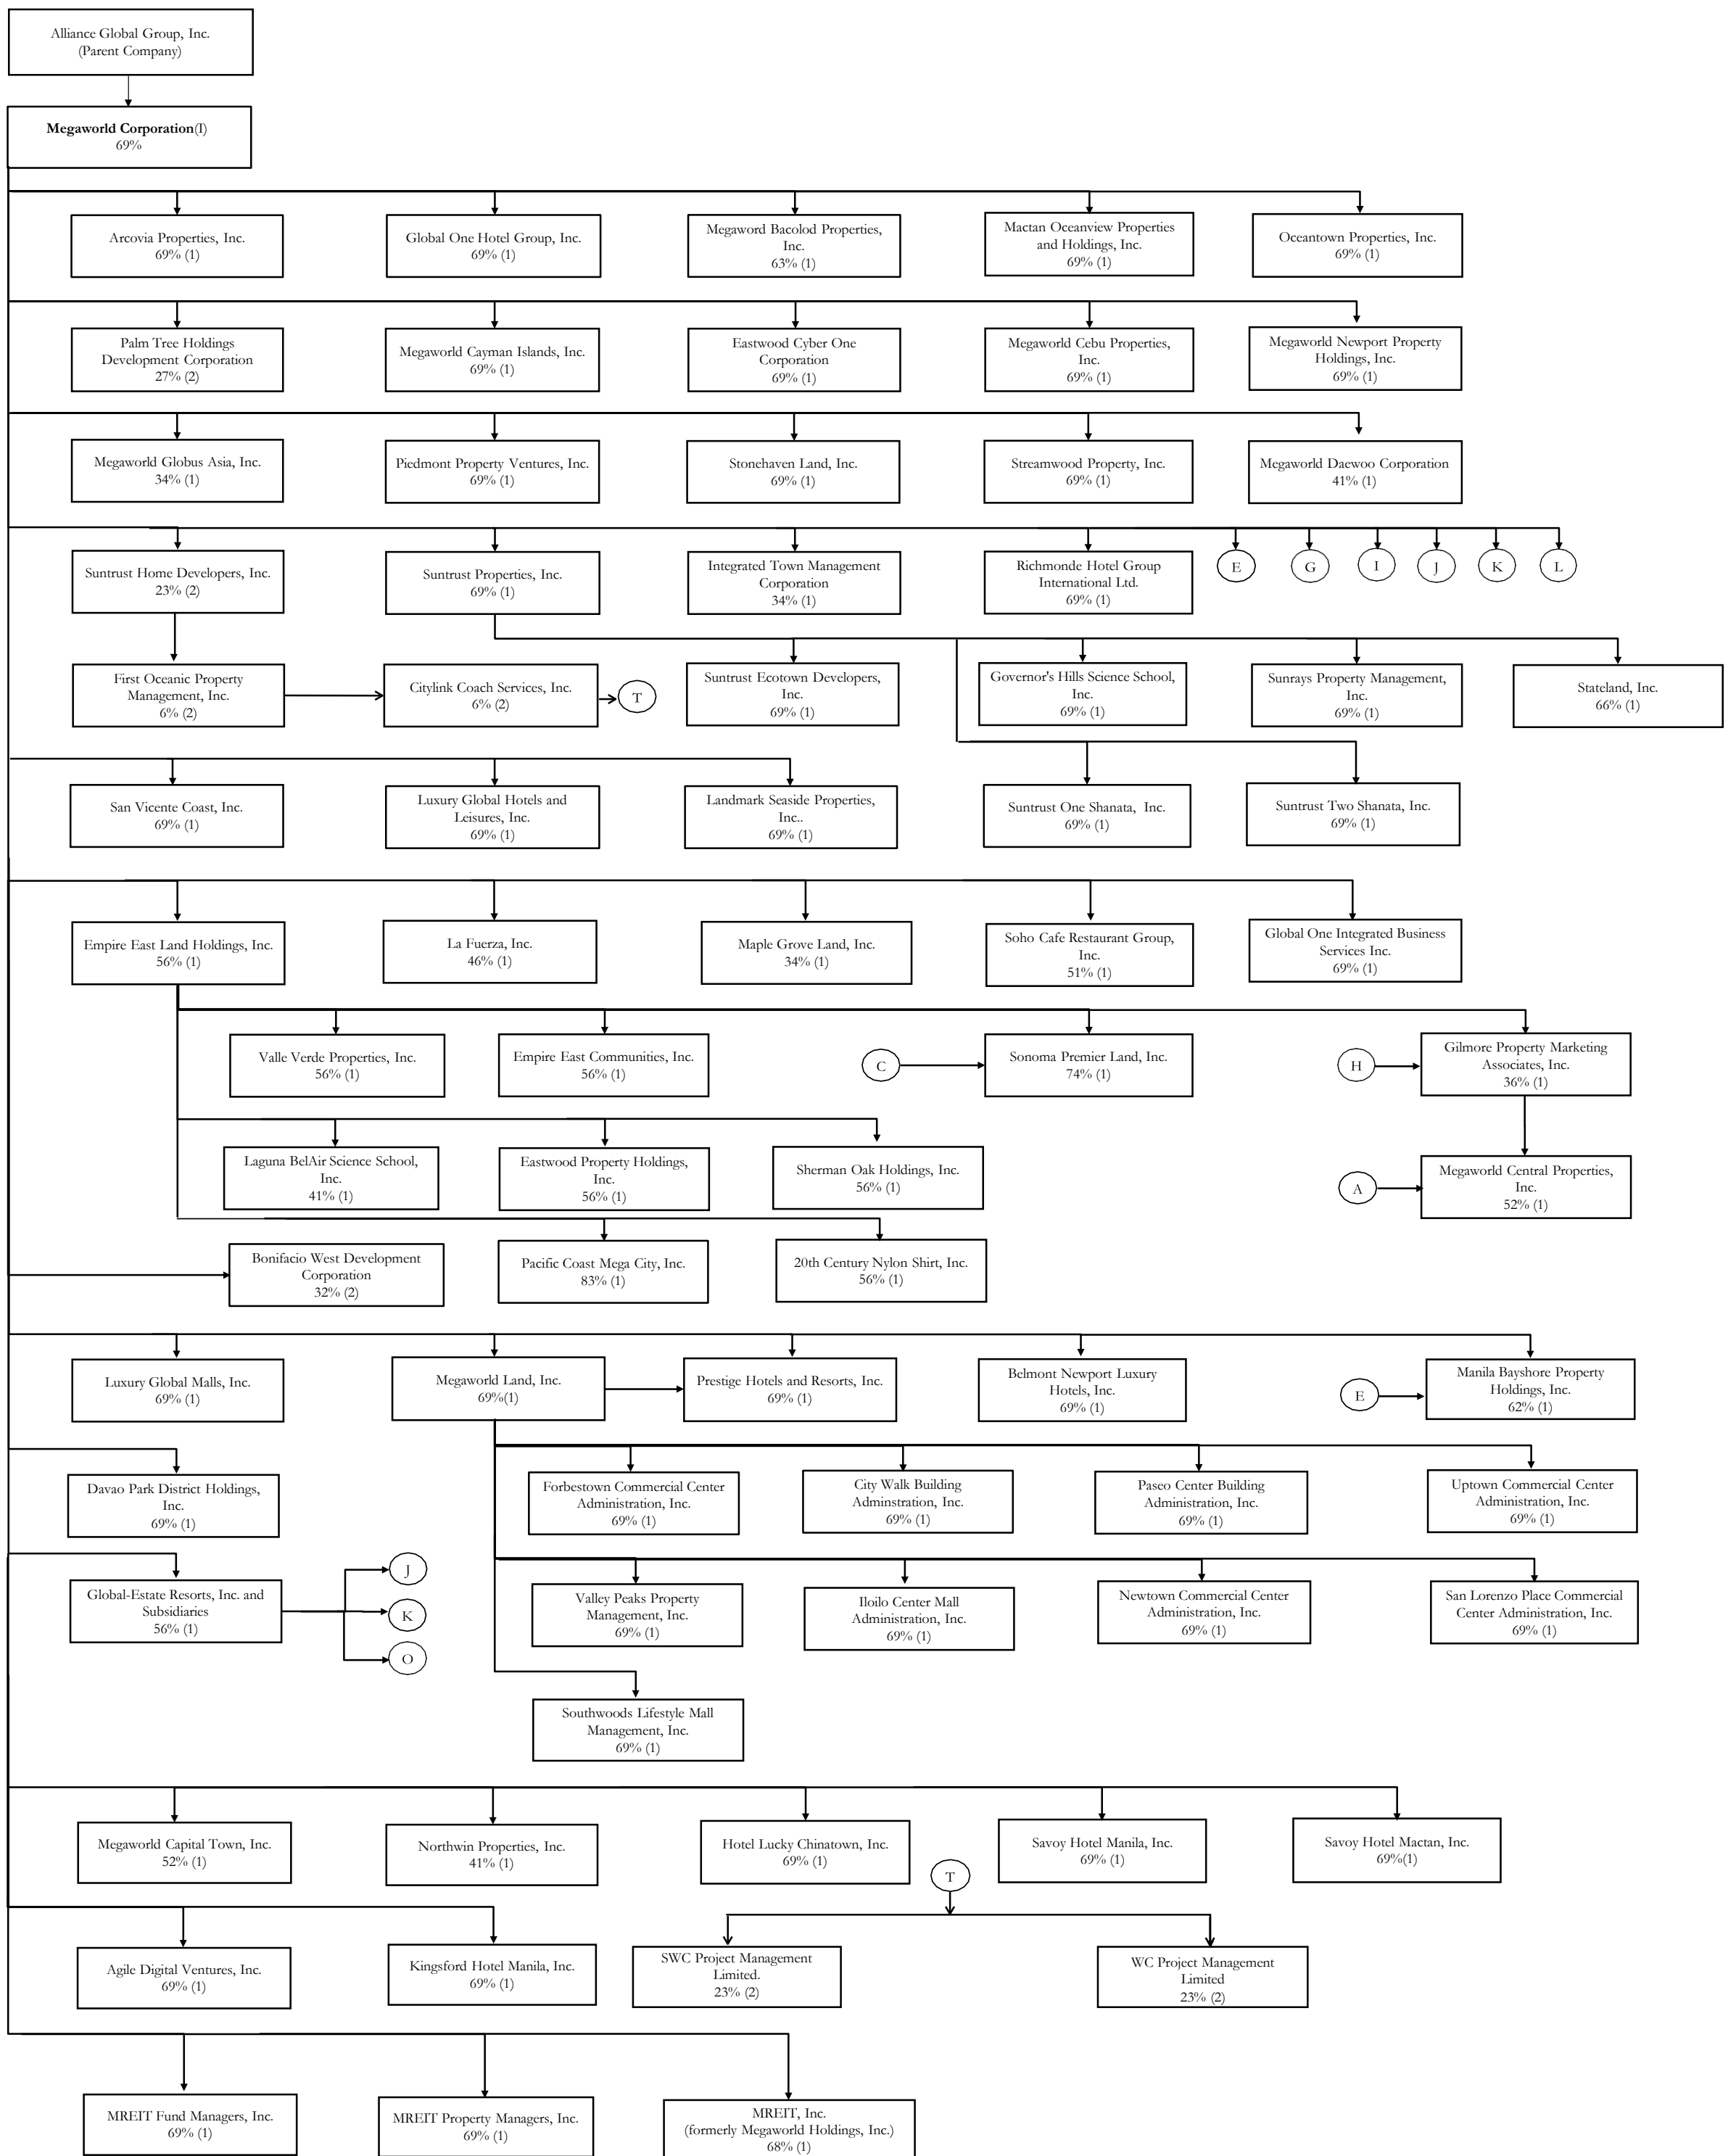 Alliance Global Group, Inc.
(Parent Company)
Megaworld Corporation(I)
69%
Arcovia Properties, Inc.
69% (1)
Global One Hotel Group, Inc.
69% (1)
Megaword Bacolod Properties,
Inc.
63% (1)
Mactan Oceanview Properties
and Holdings, Inc.
69% (1)
Oceantown Properties, Inc.
69% (1)
Palm Tree Holdings
Development Corporation
27% (2)
Megaworld Cayman Islands, Inc.
69% (1)
Eastwood Cyber One
Corporation
69% (1)
Megaworld Cebu Properties,
Inc.
69% (1)
Megaworld Newport Property
Holdings, Inc.
69% (1)
Megaworld Globus Asia, Inc.
34% (1)
Piedmont Property Ventures, Inc.
69% (1)
Stonehaven Land, Inc.
69% (1)
Streamwood Property, Inc.
69% (1)
Megaworld Daewoo Corporation
41% (1)
Suntrust Home Developers, Inc.
23% (2)
Suntrust Properties, Inc.
69% (1)
Integrated Town Management
Corporation
34% (1)
Richmonde Hotel Group
International Ltd.
69% (1)
E
G
I
J
K
L
First Oceanic Property
Management, Inc.
6% (2)
Citylink Coach Services, Inc.
6% (2)
T
Suntrust Ecotown Developers,
Inc.
69% (1)
Governor's Hills Science School,
Inc.
69% (1)
Sunrays Property Management,
Inc.
69% (1)
Stateland, Inc.
66% (1)
San Vicente Coast, Inc.
69% (1)
Luxury Global Hotels and
Leisures, Inc.
69% (1)
Landmark Seaside Properties,
Inc..
69% (1)
Suntrust One Shanata, Inc.
69% (1)
Suntrust Two Shanata, Inc.
69% (1)
Empire East Land Holdings, Inc.
56% (1)
La Fuerza, Inc.
46% (1)
Maple Grove Land, Inc.
34% (1)
Soho Cafe Restaurant Group,
Inc.
51% (1)
Global One Integrated Business
Services Inc.
69% (1)
Valle Verde Properties, Inc.
56% (1)
Empire East Communities, Inc.
56% (1)
C
Sonoma Premier Land, Inc.
74% (1)
H
Gilmore Property Marketing
Associates, Inc.
36% (1)
Laguna BelAir Science School,
Inc.
41% (1)
Eastwood Property Holdings,
Inc.
56% (1)
Sherman Oak Holdings, Inc.
56% (1)
A
Megaworld Central Properties,
Inc.
52% (1)
Bonifacio West Development
Corporation
32% (2)
Pacific Coast Mega City, Inc.
83% (1)
20th Century Nylon Shirt, Inc.
56% (1)
Luxury Global Malls, Inc.
69% (1)
Megaworld Land, Inc.
69%(1)
Prestige Hotels and Resorts, Inc.
69% (1)
Belmont Newport Luxury
Hotels, Inc.
69% (1)
E
Manila Bayshore Property
Holdings, Inc.
62% (1)
Davao Park District Holdings,
Inc.
69% (1)
Forbestown Commercial Center
Administration, Inc.
69% (1)
City Walk Building
Adminstration, Inc.
69% (1)
Paseo Center Building
Administration, Inc.
69% (1)
Uptown Commercial Center
Administration, Inc.
69% (1)
Global-Estate Resorts, Inc. and
Subsidiaries
56% (1)
J
K
O
Valley Peaks Property
Management, Inc.
69% (1)
Iloilo Center Mall
Administration, Inc.
69% (1)
Newtown Commercial Center
Administration, Inc.
69% (1)
San Lorenzo Place Commercial
Center Administration, Inc.
69% (1)
Southwoods Lifestyle Mall
Management, Inc.
69% (1)
Megaworld Capital Town, Inc.
52% (1)
Northwin Properties, Inc.
41% (1)
Hotel Lucky Chinatown, Inc.
69% (1)
Savoy Hotel Manila, Inc.
69% (1)
Savoy Hotel Mactan, Inc.
69%(1)
T
Agile Digital Ventures, Inc.
69% (1)
Kingsford Hotel Manila, Inc.
69% (1)
SWC Project Management
Limited.
23% (2)
WC Project Management
Limited
23% (2)
MREIT Fund Managers, Inc.
69% (1)
MREIT Property Managers, Inc.
69% (1)
MREIT, Inc.
(formerly Megaworld Holdings, Inc.)
68% (1)